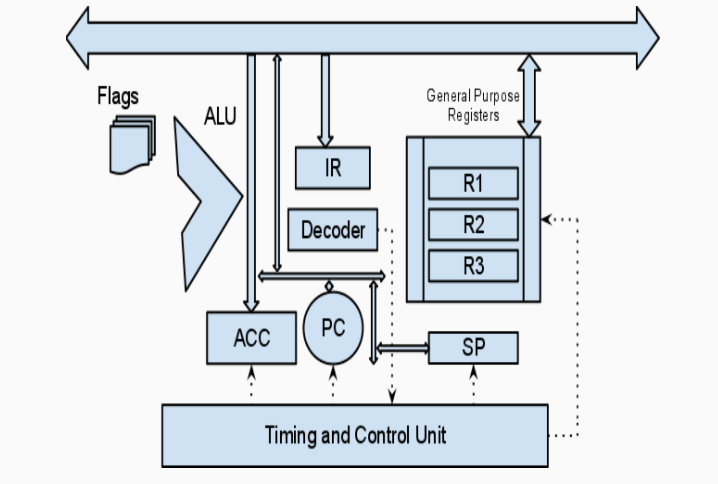 Flags
ALU
General Purpose
Registers
IR
R1
Decoder
R2
R3
ACC
PC
SP
Timing and Control Unit